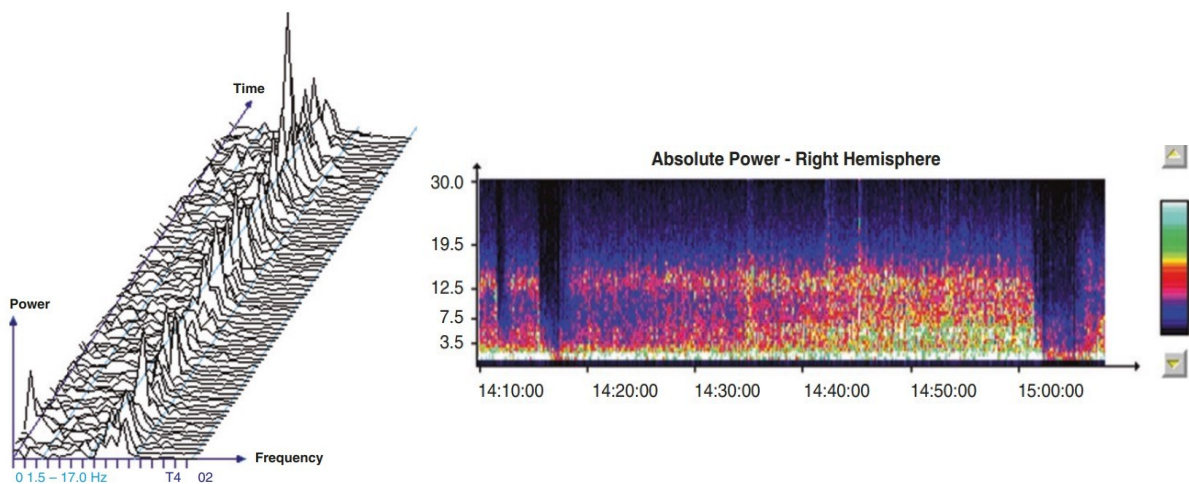 Time
Power
Frequency
0 1.5 – 17.0 Hz
T4 02
Absolute Power - Right Hemisphere
30.0
19.5
12.5
7.5
3.5
14:10:00 14:20:00 14:30:00 14:40:00 14:50:00 15:00:00